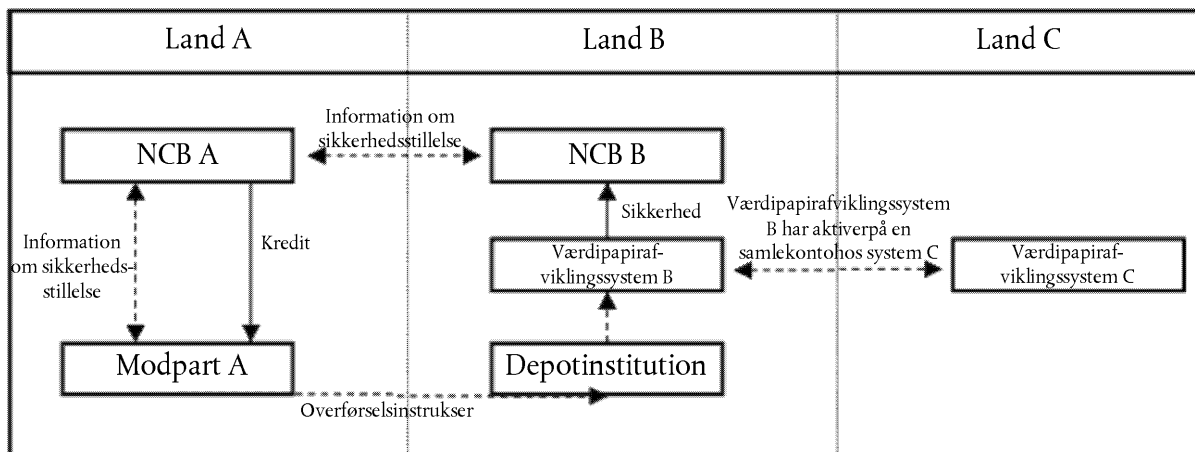 Land A
Land B
Land C
Information om
sikkerhedsstillelse
NCB A
NCB B
Information
om sikkerheds-
stillelse
Kredit
Sikkerhed
Værdipapirafviklingssystem
B har aktiverpå en
samlekontohos system C
Værdipapiraf-
viklingssystem B
Værdipapiraf-
viklingssystem C
Modpart A
Depotinstitution
Overførselsinstrukser